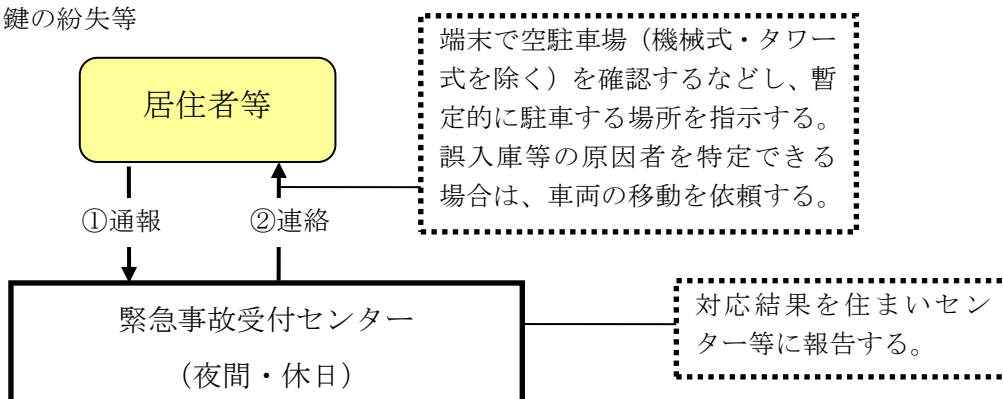 鍵の紛失等
端末で空駐車場（機械式・タワー
式を除く）を確認するなどし、暫
定的に駐車する場所を指示する。
誤入庫等の原因者を特定できる
場合は、車両の移動を依頼する。
居住者等
①通報
②連絡
緊急事故受付センター
（夜間・休日）
対応結果を住まいセン
ター等に報告する。